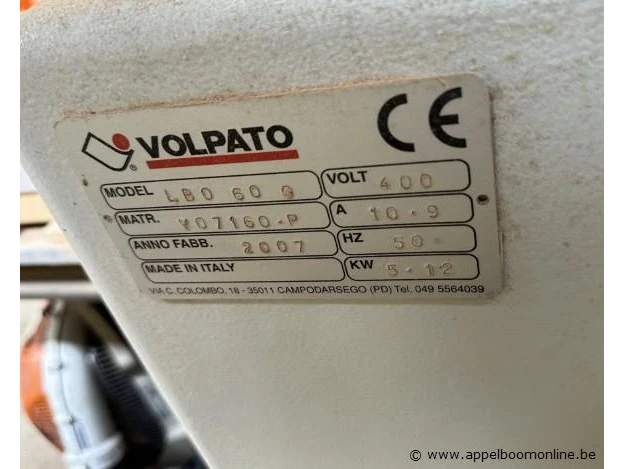 VOLPATO
CE
MODEL LBO 60 G
VOLT 400
MATR. V07160-P
A 10.9
ANNO FABB. 2007
HZ 50
MADE IN ITALY
KW 5.12
VIA C. COLOMBO, 18 - 35011 CAMPODARSEGO (PD) Tel. 049 5564039
© www.appelboomonline.be